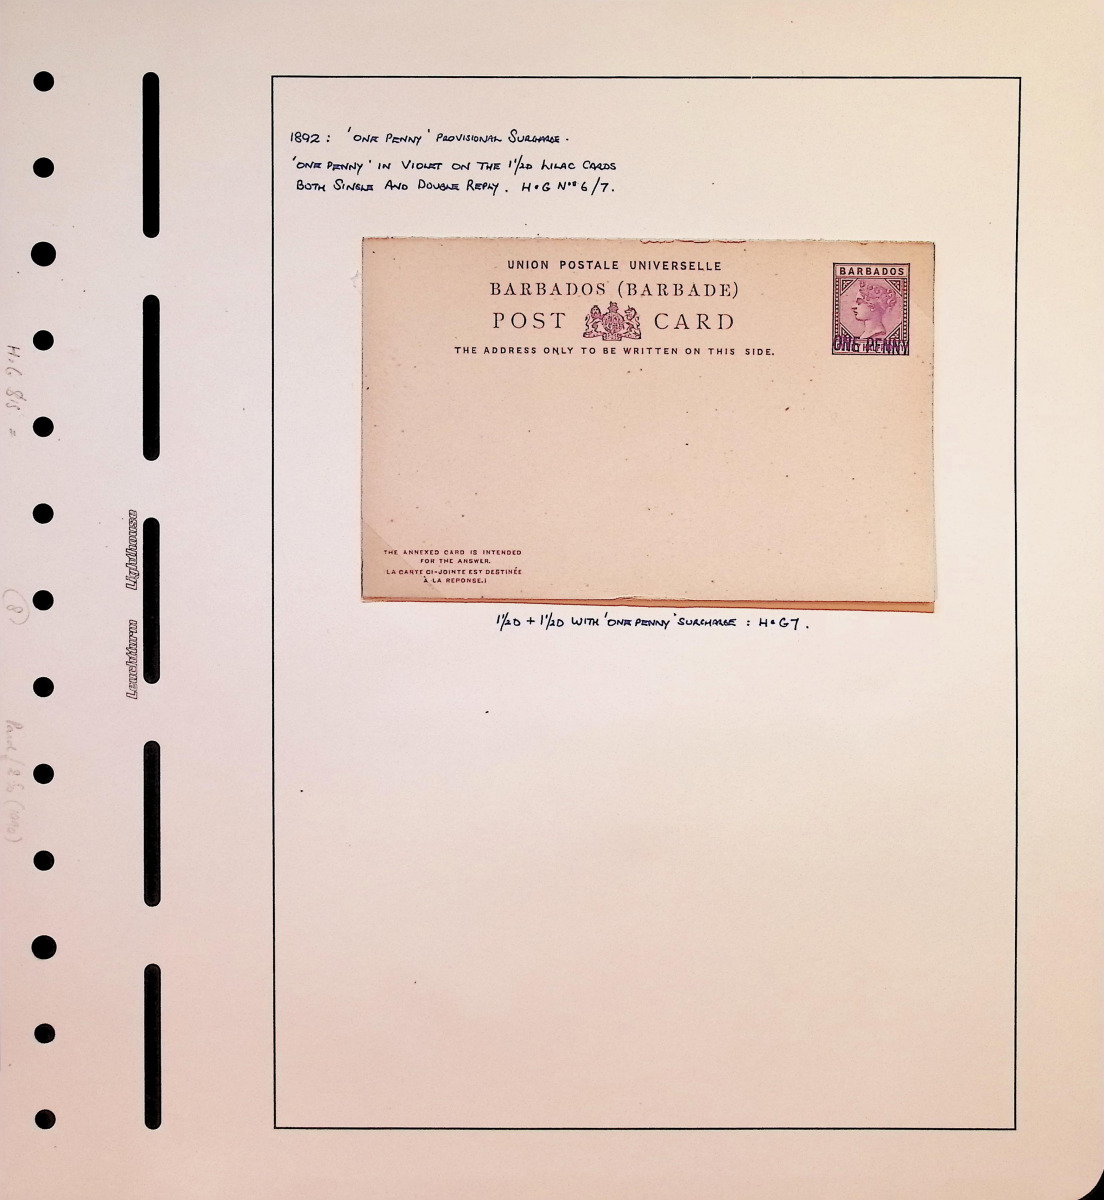 1892 : 'ONE PENNY' PROVISIONAL SURCHARGE.
'ONE PENNY' IN VIOLET ON THE 1½D LILAC CARDS
BOTH SINGLE AND DOUBLE REPLY. H•G Nos 6/7.
UNION POSTALE UNIVERSELLE
BARBADOS (BARBADE)
POST CARD
THE ADDRESS ONLY TO BE WRITTEN ON THIS SIDE.
BARBADOS
ONE PENNY
THE ANNEXED CARD IS INTENDED
FOR THE ANSWER.
LA CARTE CI-JOINTE EST DESTINÉE
À LA REPONSE.
1½D + 1½D WITH 'ONE PENNY' SURCHARGE : H•G7.
Leuchtturm Lighthouse
(8)